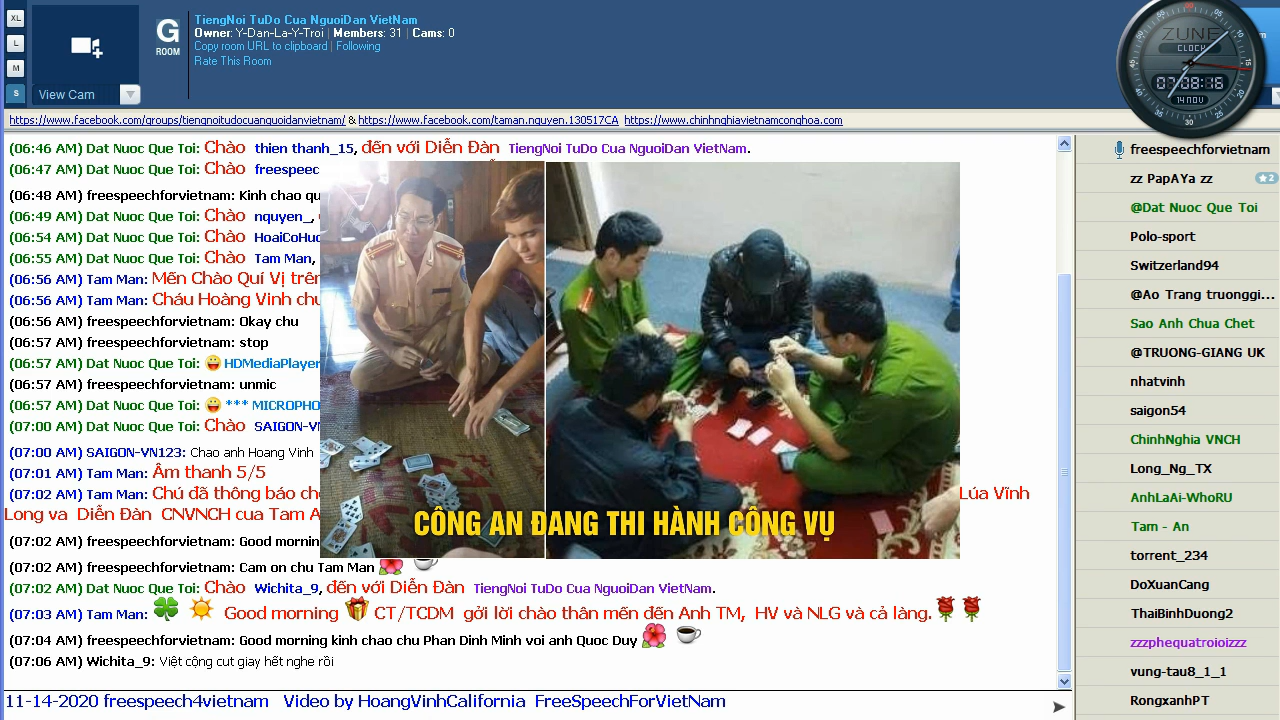 XL
L
M
S
View Cam
G
ROOM
TiengNoi TuDo Cua NguoiDan VietNam
Owner: Y-Dan-La-Y-Troi | Members: 31 | Cams: 0
Copy room URL to clipboard | Following
Rate This Room
ZUNE
CLOCK
07:08:18
14 NOV
https://www.facebook.com/groups/tiengnoitudocuanguoidanvietnam/ & https://www.facebook.com/tamlan.nguyen.130517CA https://www.chinhnghiavietnamconghoa.com
(06:46 AM) Dat Nuoc Que Toi: Chào thien thanh_15, đến với Diễn Đàn TiengNoi TuDo Cua NguoiDan VietNam.
(06:47 AM) Dat Nuoc Que Toi: Chào freespeec
(06:48 AM) freespeechforvietnam: Kinh chao qu
(06:49 AM) Dat Nuoc Que Toi: Chào nguyen_,
(06:54 AM) Dat Nuoc Que Toi: Chào HoaiCoHuo
(06:55 AM) Dat Nuoc Que Toi: Chào Tam Man,
(06:56 AM) Tam Man: Mến Chào Quí Vị trên
(06:56 AM) Tam Man: Cháu Hoàng Vinh chu
(06:56 AM) freespeechforvietnam: Okay chu
(06:57 AM) freespeechforvietnam: stop
(06:57 AM) Dat Nuoc Que Toi: HDMediaPlayer
(06:57 AM) freespeechforvietnam: unmic
(06:57 AM) Dat Nuoc Que Toi: *** MICROPHO
(07:00 AM) Dat Nuoc Que Toi: Chào SAIGON-VN
(07:00 AM) SAIGON-VN123: Chao anh Hoang Vinh
(07:01 AM) Tam Man: Âm thanh 5/5
(07:02 AM) Tam Man: Chú đã thông báo ch Lúa Vĩnh
Long va Diễn Đàn CNVNCH cua Tam A
(07:02 AM) freespeechforvietnam: Good mornin
(07:02 AM) freespeechforvietnam: Cam on chu Tam Man
(07:02 AM) Dat Nuoc Que Toi: Chào Wichita_9, đến với Diễn Đàn TiengNoi TuDo Cua NguoiDan VietNam.
(07:03 AM) Tam Man: Good morning CT/TCDM gởi lời chào thân mến đến Anh TM, HV và NLG và cả làng.
(07:04 AM) freespeechforvietnam: Good morning kinh chao chu Phan Dinh Minh voi anh Quoc Duy
(07:06 AM) Wichita_9: Việt cộng cut giay hết nghe rồi
CÔNG AN ĐANG THI HÀNH CÔNG VỤ
11-14-2020 freespeech4vietnam Video by HoangVinhCalifornia FreeSpeechForVietNam
freespeechforvietnam
zz PapAYa zz
2
@Dat Nuoc Que Toi
Polo-sport
Switzerland94
@Ao Trang truonggi...
Sao Anh Chua Chet
@TRUONG-GIANG UK
nhatvinh
saigon54
ChinhNghia VNCH
Long_Ng_TX
AnhLaAi-WhoRU
Tam - An
torrent_234
DoXuanCang
ThaiBinhDuong2
zzzphequatroioizzz
vung-tau8_1_1
RongxanhPT